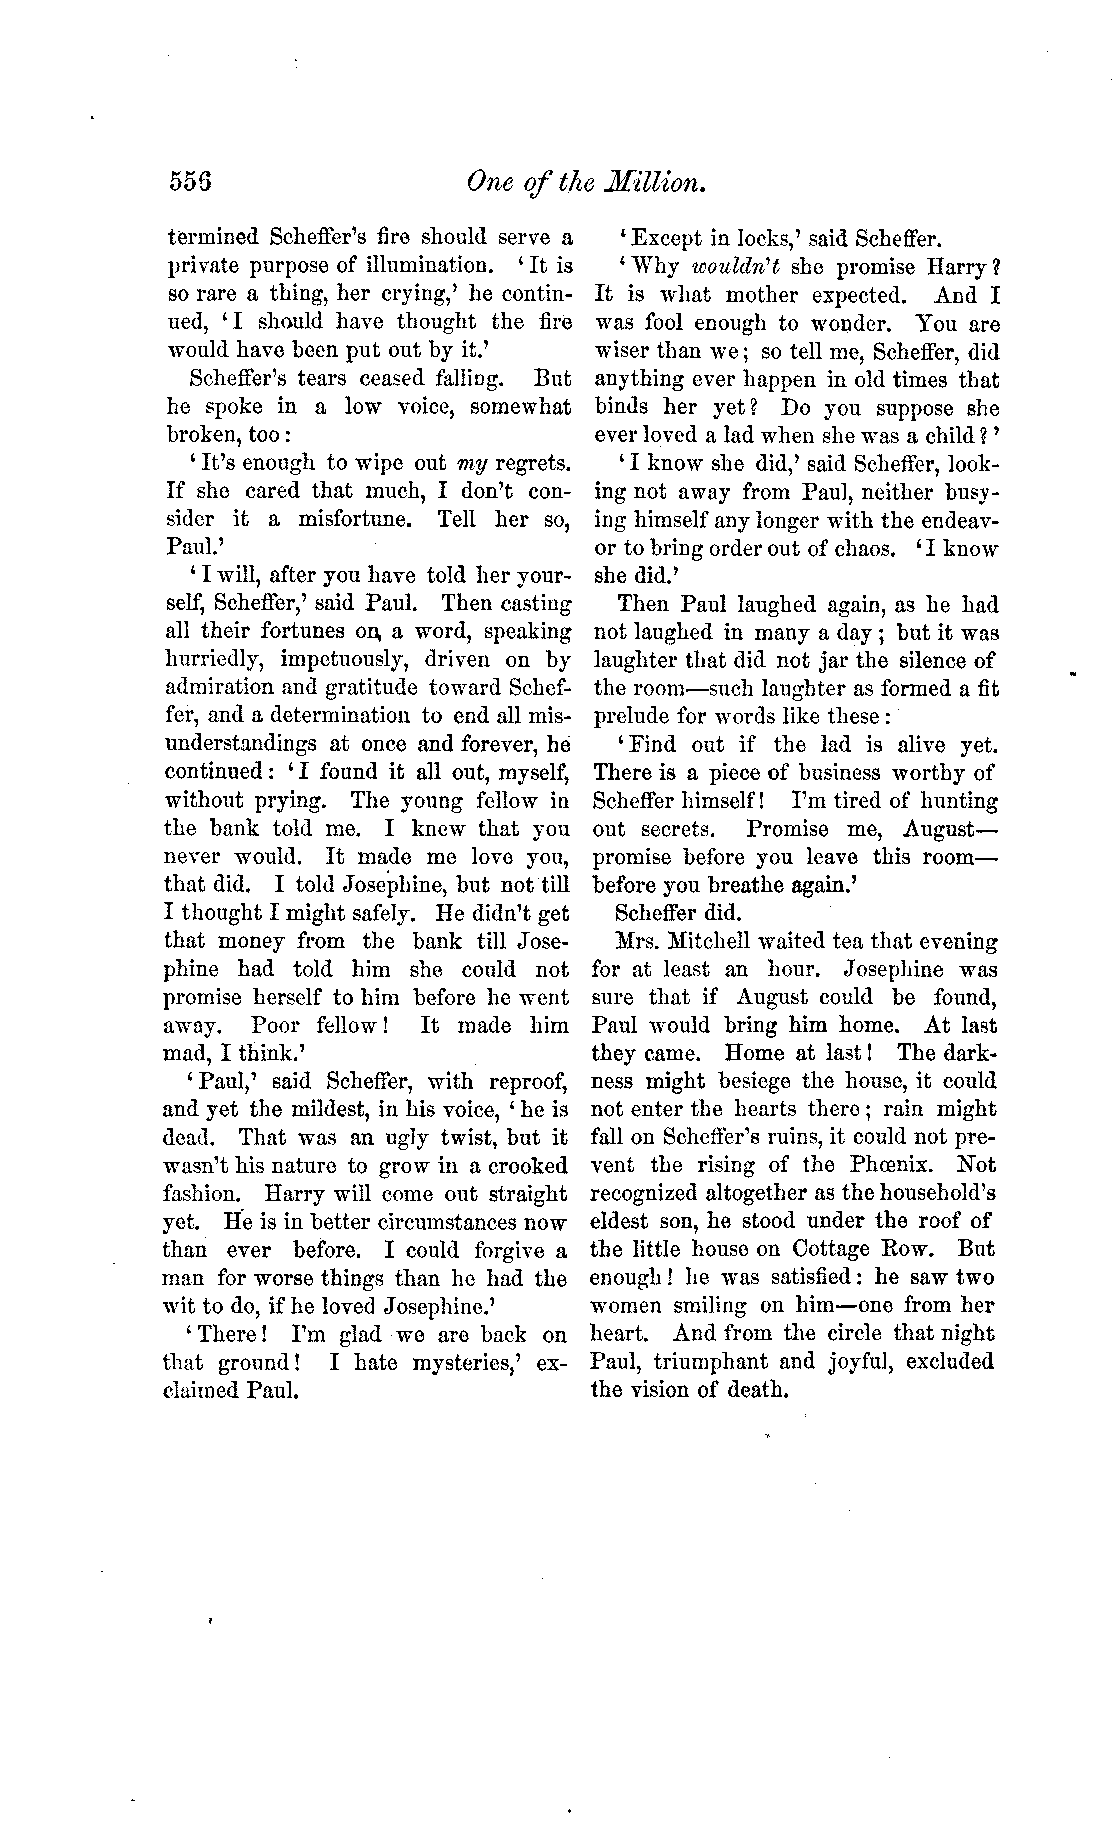 556 One of the Million.
termined Scheffer's fire should serve a
private purpose of illumination. 'It is
so rare a thing, her crying,' he contin-
ued, 'I should have thought the fire
would have been put out by it.'
Scheffer's tears ceased falling. But
he spoke in a low voice, somewhat
broken, too:
'It's enough to wipe out my regrets.
If she cared that much, I don't con-
sider it a misfortune. Tell her so,
Paul.'
'I will, after you have told her your-
self, Scheffer,' said Paul. Then casting
all their fortunes on a word, speaking
hurriedly, impetuously, driven on by
admiration and gratitude toward Schef-
fer, and a determination to end all mis-
understandings at once and forever, he
continued: 'I found it all out, myself,
without prying. The young fellow in
the bank told me. I knew that you
never would. It made me love you,
that did. I told Josephine, but not till
I thought I might safely. He didn't get
that money from the bank till Jose-
phine had told him she could not
promise herself to him before he went
away. Poor fellow! It made him
mad, I think.'
'Paul,' said Scheffer, with reproof,
and yet the mildest, in his voice, 'he is
dead. That was an ugly twist, but it
wasn't his nature to grow in a crooked
fashion. Harry will come out straight
yet. He is in better circumstances now
than ever before. I could forgive a
man for worse things than he had the
wit to do, if he loved Josephine.'
'There! I'm glad we are back on
that ground! I hate mysteries,' ex-
claimed Paul.
'Except in locks,' said Scheffer.
'Why wouldn't she promise Harry?
It is what mother expected. And I
was fool enough to wonder. You are
wiser than we; so tell me, Scheffer, did
anything ever happen in old times that
binds her yet? Do you suppose she
ever loved a lad when she was a child?'
'I know she did,' said Scheffer, look-
ing not away from Paul, neither busy-
ing himself any longer with the endeav-
or to bring order out of chaos. 'I know
she did.'
Then Paul laughed again, as he had
not laughed in many a day; but it was
laughter that did not jar the silence of
the room—such laughter as formed a fit
prelude for words like these:
'Find out if the lad is alive yet.
There is a piece of business worthy of
Scheffer himself! I'm tired of hunting
out secrets. Promise me, August—
promise before you leave this room—
before you breathe again.'
Scheffer did.
Mrs. Mitchell waited tea that evening
for at least an hour. Josephine was
sure that if August could be found,
Paul would bring him home. At last
they came. Home at last! The dark-
ness might besiege the house, it could
not enter the hearts there; rain might
fall on Scheffer's ruins, it could not pre-
vent the rising of the Phœnix. Not
recognized altogether as the household's
eldest son, he stood under the roof of
the little house on Cottage Row. But
enough! he was satisfied: he saw two
women smiling on him—one from her
heart. And from the circle that night
Paul, triumphant and joyful, excluded
the vision of death.